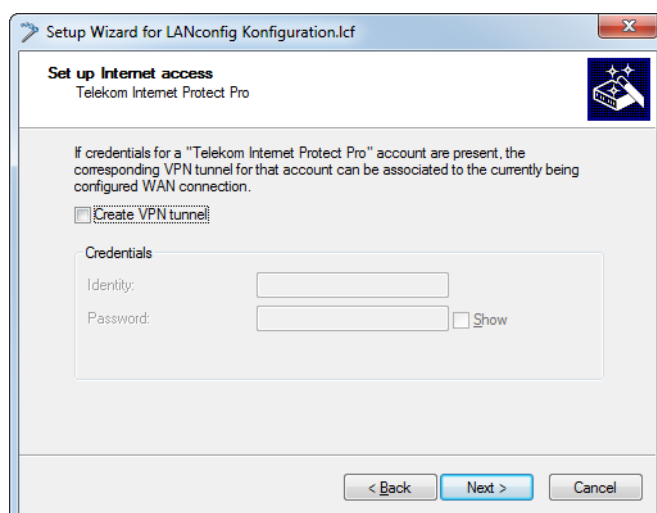 Setup Wizard for LANconfig Konfiguration.lcf
Set up Internet access
Telekom Internet Protect Pro
If credentials for a "Telekom Internet Protect Pro" account are present, the
corresponding VPN tunnel for that account can be associated to the currently being
configured WAN connection.
Create VPN tunnel
Credentials
Identity:
Password:
Show
< Back
Next >
Cancel